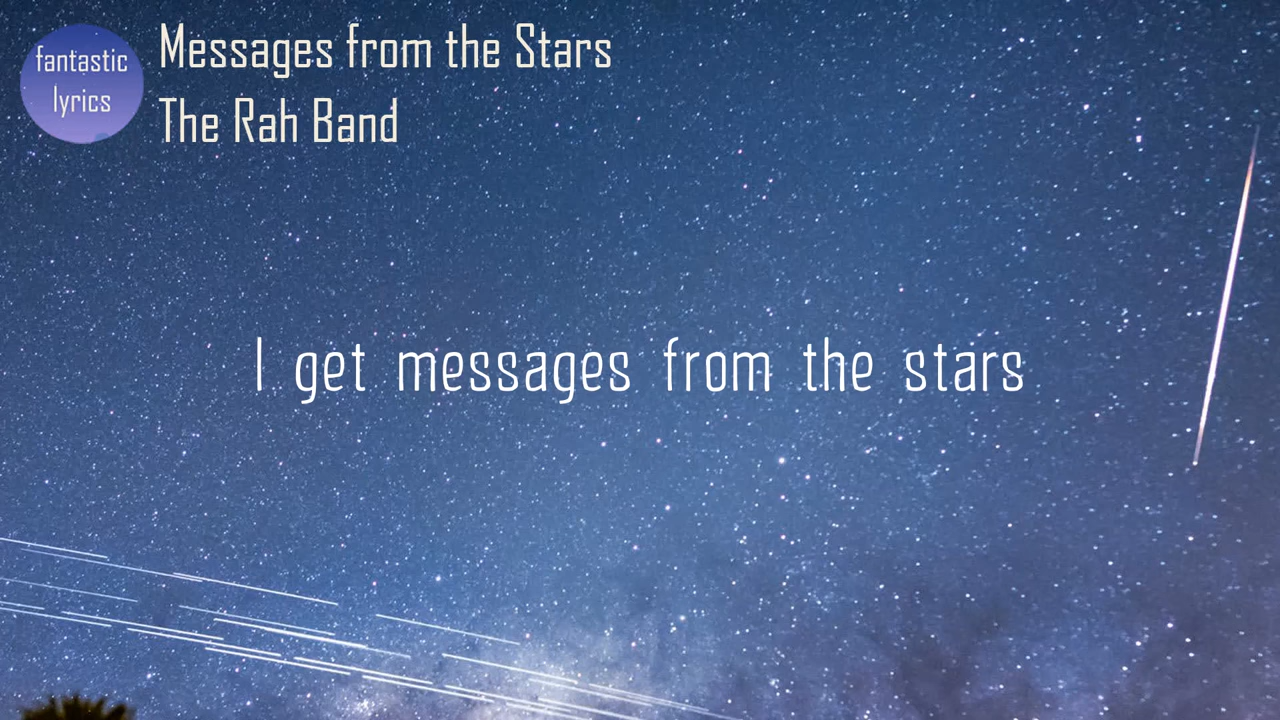 fantastic
lyrics
Messages from the Stars
The Rah Band
I get messages from the stars